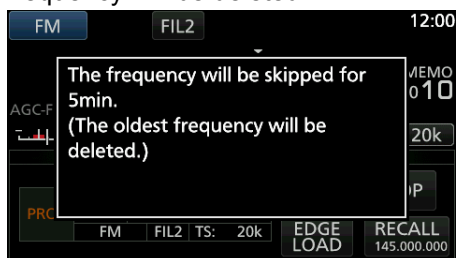 FM
FIL2
12:00
The frequency will be skipped for
5min.
(The oldest frequency will be
deleted.)
MEMO
010
AGC-F
20k
FM FIL2 TS: 20k
EDGE
LOAD
RECALL
145.000.000